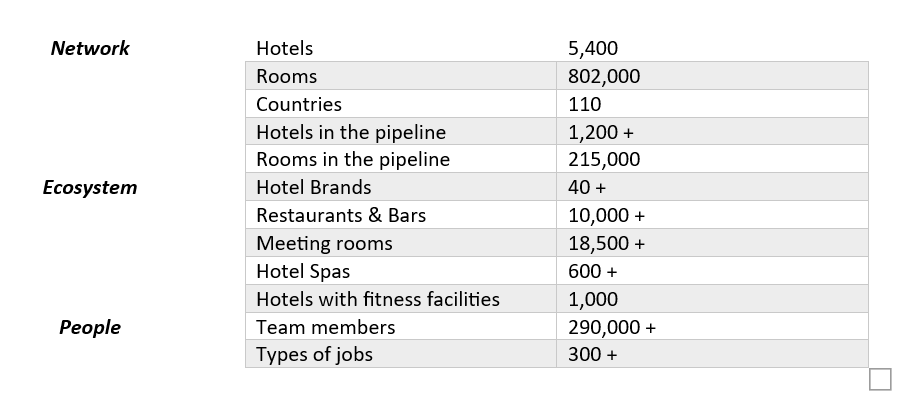 Network Hotels 5,400
Rooms 802,000
Countries 110
Hotels in the pipeline 1,200 +
Rooms in the pipeline 215,000
Ecosystem Hotel Brands 40 +
Restaurants & Bars 10,000 +
Meeting rooms 18,500 +
Hotel Spas 600 +
Hotels with fitness facilities 1,000
People Team members 290,000 +
Types of jobs 300 +